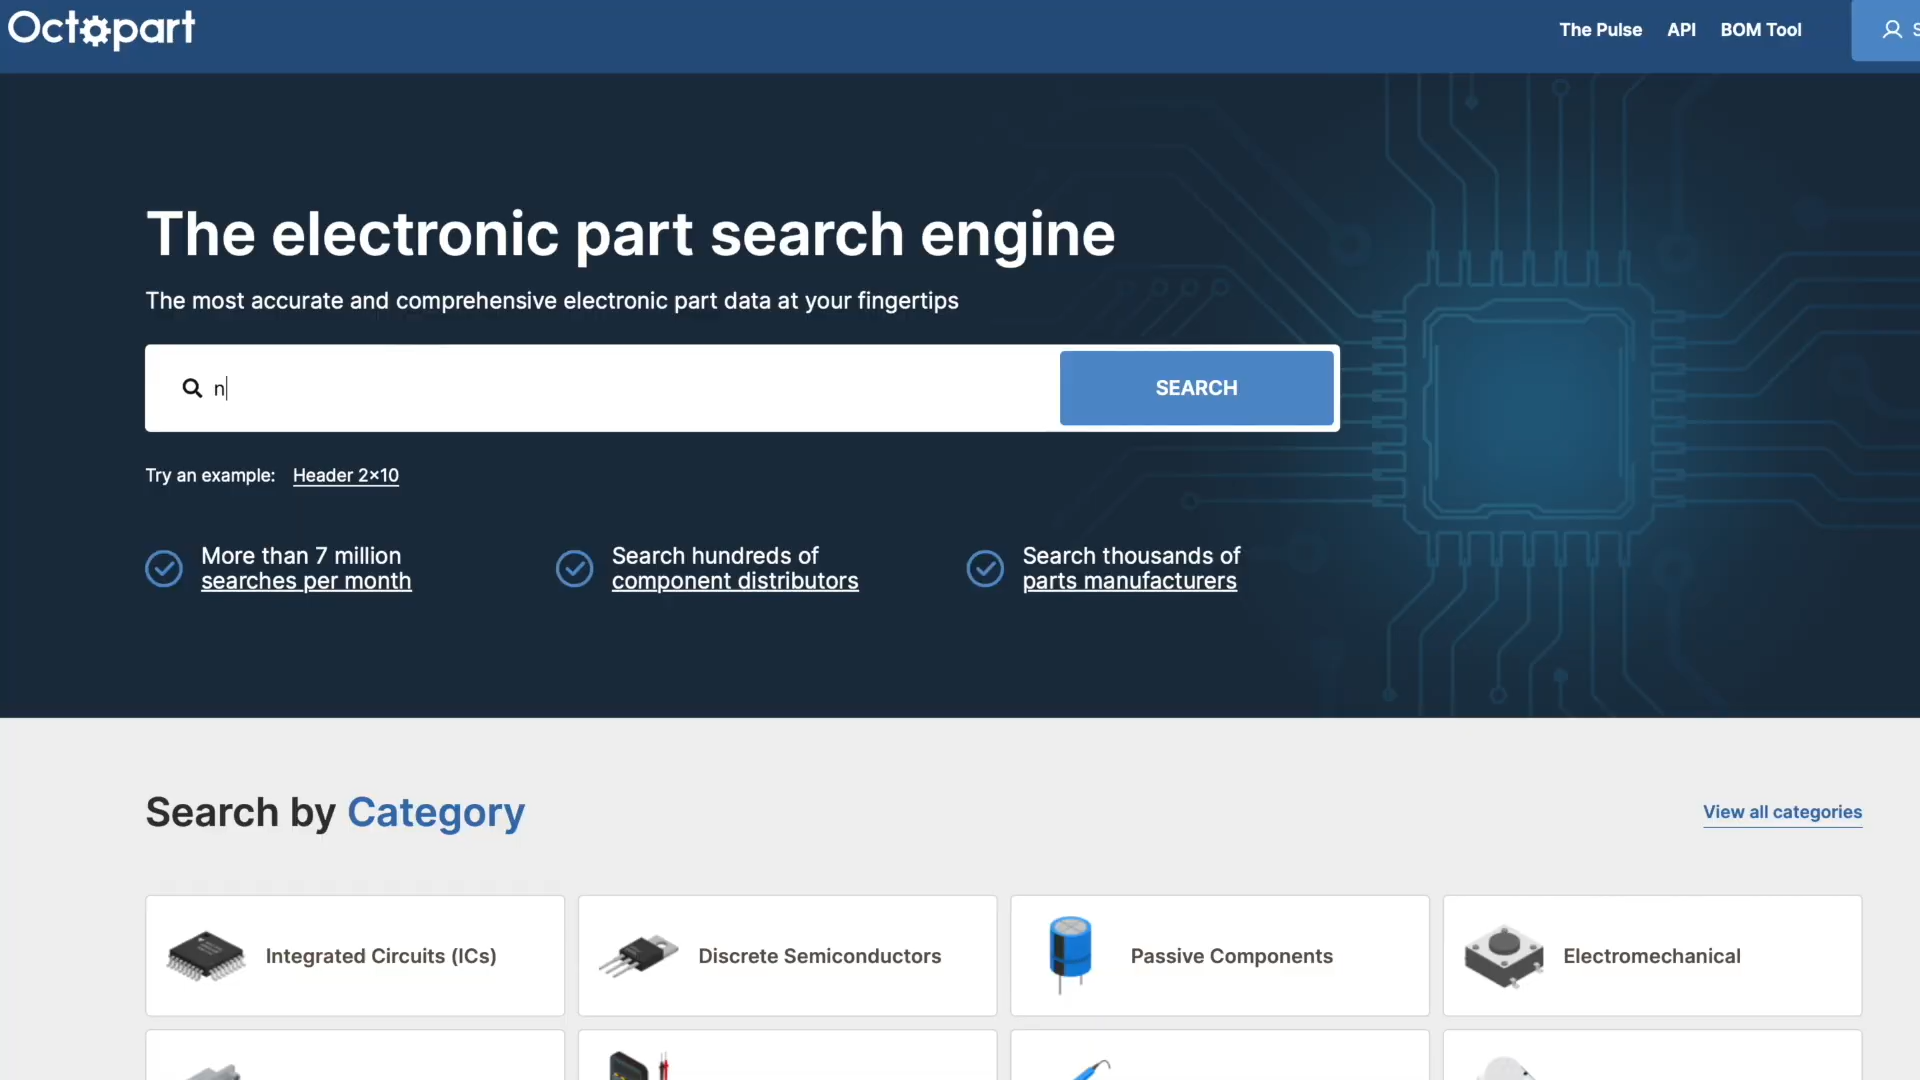 Octopart
The Pulse
API
BOM Tool
The electronic part search engine
The most accurate and comprehensive electronic part data at your fingertips
n
SEARCH
Try an example: Header 2×10
More than 7 million
searches per month
Search hundreds of
component distributors
Search thousands of
parts manufacturers
Search by Category
View all categories
Integrated Circuits (ICs)
Discrete Semiconductors
Passive Components
Electromechanical